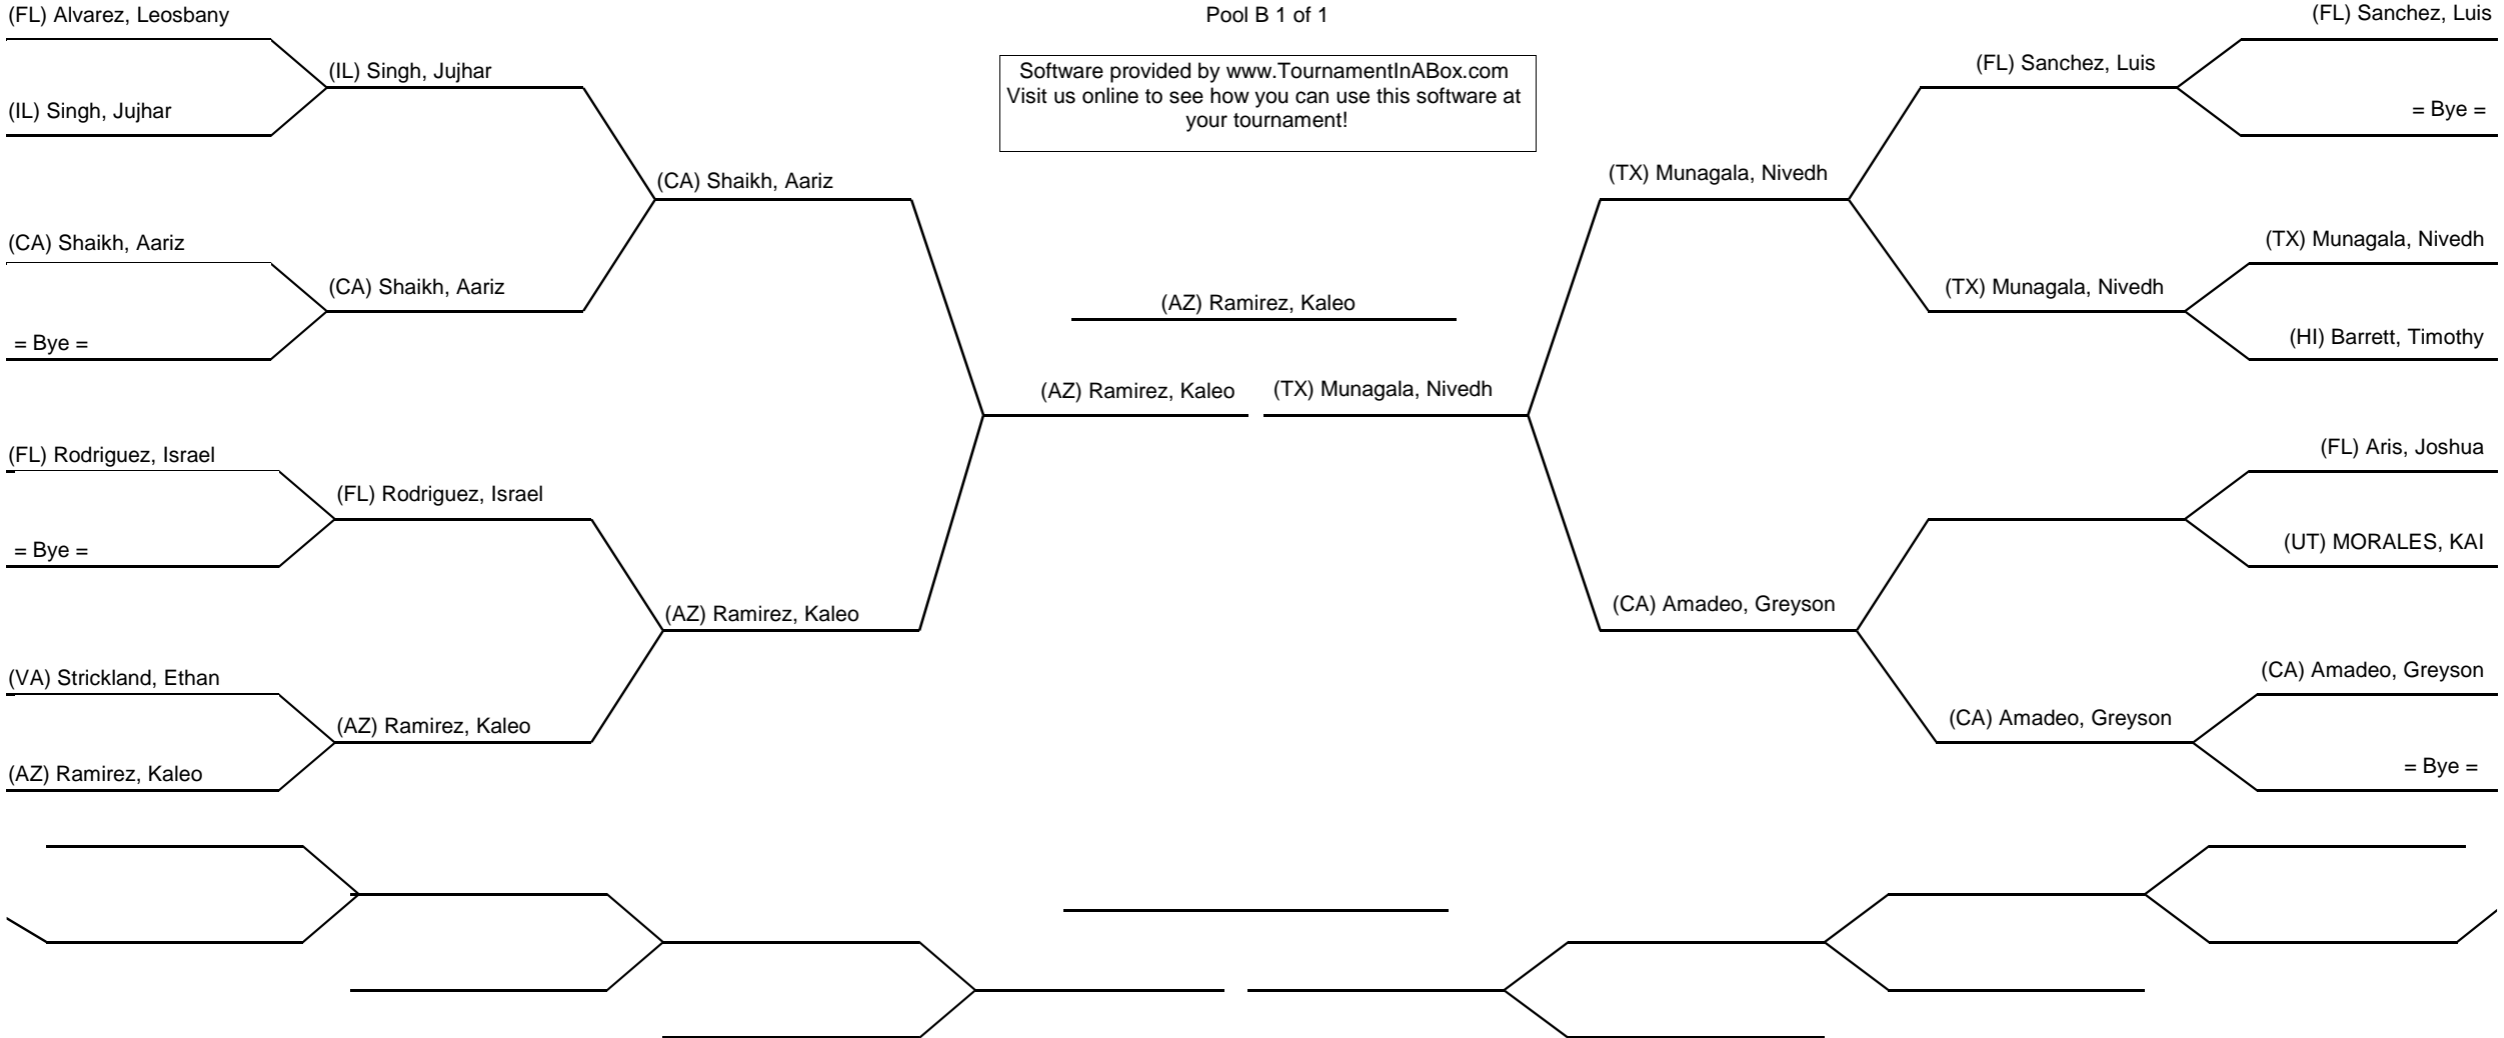 (FL) Alvarez, Leosbany
(IL) Singh, Jujhar
(CA) Shaikh, Aariz
= Bye =
(FL) Rodriguez, Israel
= Bye =
(VA) Strickland, Ethan
(AZ) Ramirez, Kaleo
(IL) Singh, Jujhar
(CA) Shaikh, Aariz
(FL) Rodriguez, Israel
(AZ) Ramirez, Kaleo
(CA) Shaikh, Aariz
(AZ) Ramirez, Kaleo
Pool B 1 of 1
Software provided by www.TournamentInABox.com
Visit us online to see how you can use this software at
your tournament!
(AZ) Ramirez, Kaleo
(AZ) Ramirez, Kaleo
(TX) Munagala, Nivedh
(TX) Munagala, Nivedh
(CA) Amadeo, Greyson
(FL) Sanchez, Luis
(TX) Munagala, Nivedh
(CA) Amadeo, Greyson
(FL) Sanchez, Luis
= Bye =
(TX) Munagala, Nivedh
(HI) Barrett, Timothy
(FL) Aris, Joshua
(UT) MORALES, KAI
(CA) Amadeo, Greyson
= Bye =